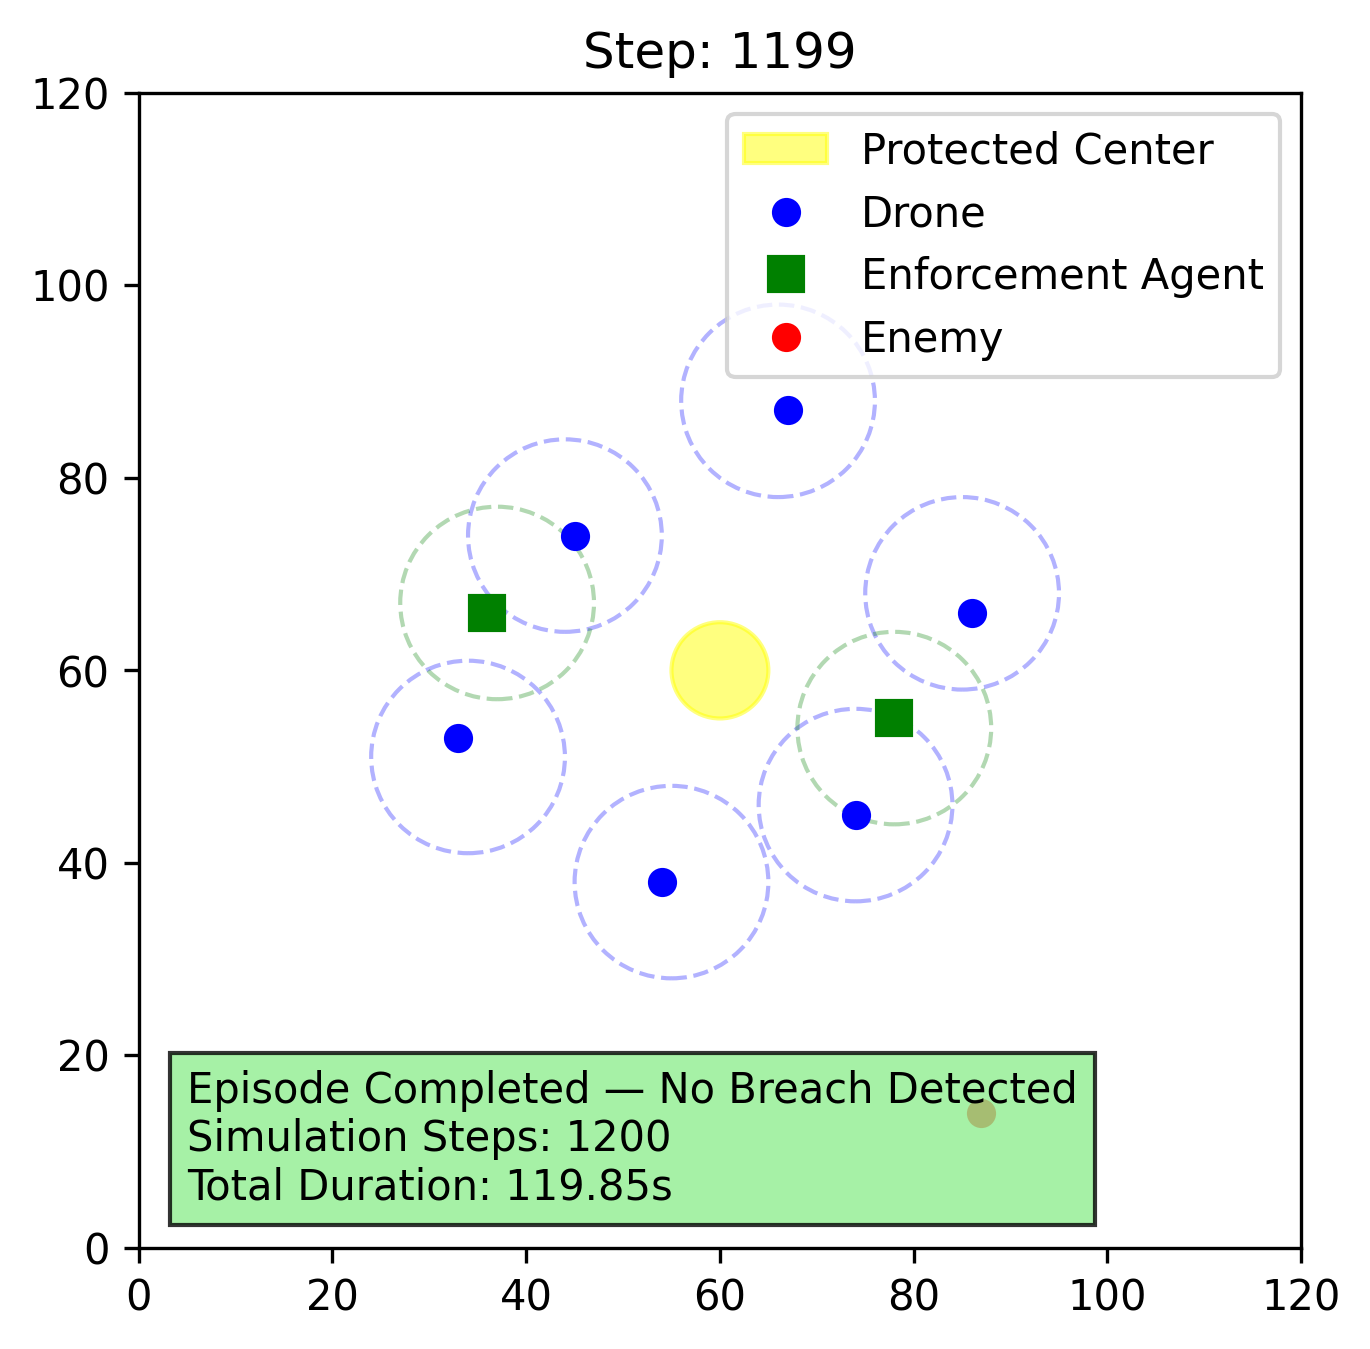 Step: 1199
120
100
80
60
40
20
0
Protected Center
Drone
Enforcement Agent
Enemy
Episode Completed — No Breach Detected
Simulation Steps: 1200
Total Duration: 119.85s
0 20 40 60 80 100 120